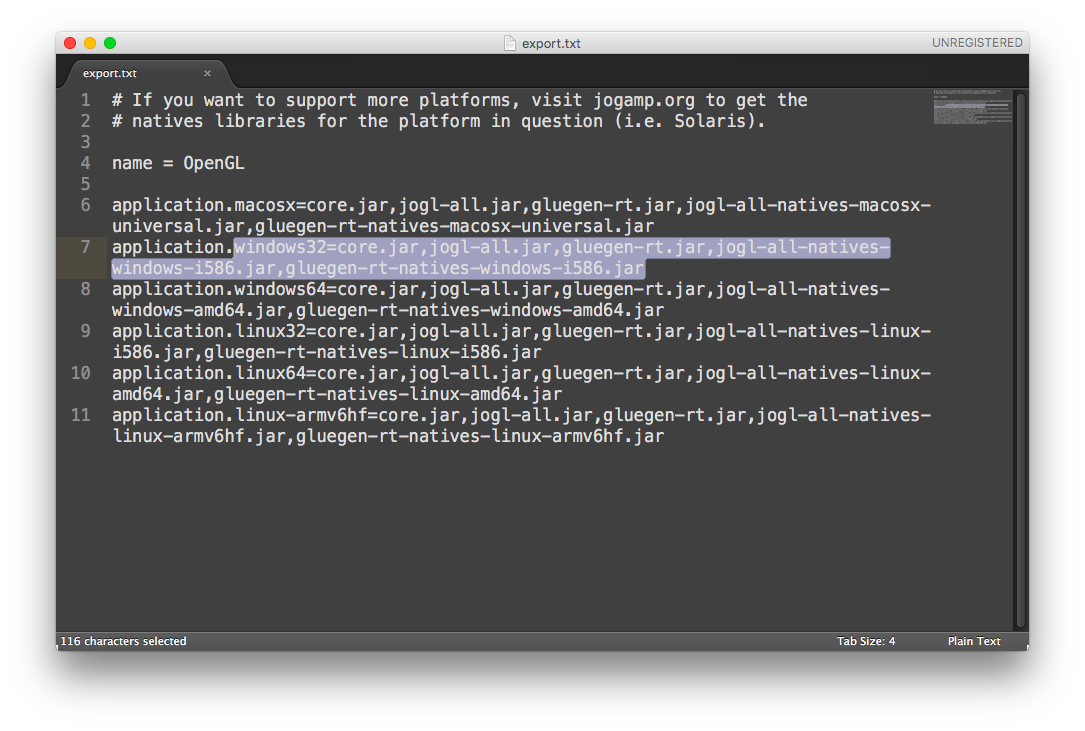 export.txt
UNREGISTERED
export.txt ×
1 # If you want to support more platforms, visit jogamp.org to get the
2 # natives libraries for the platform in question (i.e. Solaris).
3
4 name = OpenGL
5
6 application.macosx=core.jar,jogl-all.jar,gluegen-rt.jar,jogl-all-natives-macosx-
universal.jar,gluegen-rt-natives-macosx-universal.jar
7 application.windows32=core.jar,jogl-all.jar,gluegen-rt.jar,jogl-all-natives-
windows-i586.jar,gluegen-rt-natives-windows-i586.jar
8 application.windows64=core.jar,jogl-all.jar,gluegen-rt.jar,jogl-all-natives-
windows-amd64.jar,gluegen-rt-natives-windows-amd64.jar
9 application.linux32=core.jar,jogl-all.jar,gluegen-rt.jar,jogl-all-natives-linux-
i586.jar,gluegen-rt-natives-linux-i586.jar
10 application.linux64=core.jar,jogl-all.jar,gluegen-rt.jar,jogl-all-natives-linux-
amd64.jar,gluegen-rt-natives-linux-amd64.jar
11 application.linux-armv6hf=core.jar,jogl-all.jar,gluegen-rt.jar,jogl-all-natives-
linux-armv6hf.jar,gluegen-rt-natives-linux-armv6hf.jar
116 characters selected
Tab Size: 4
Plain Text